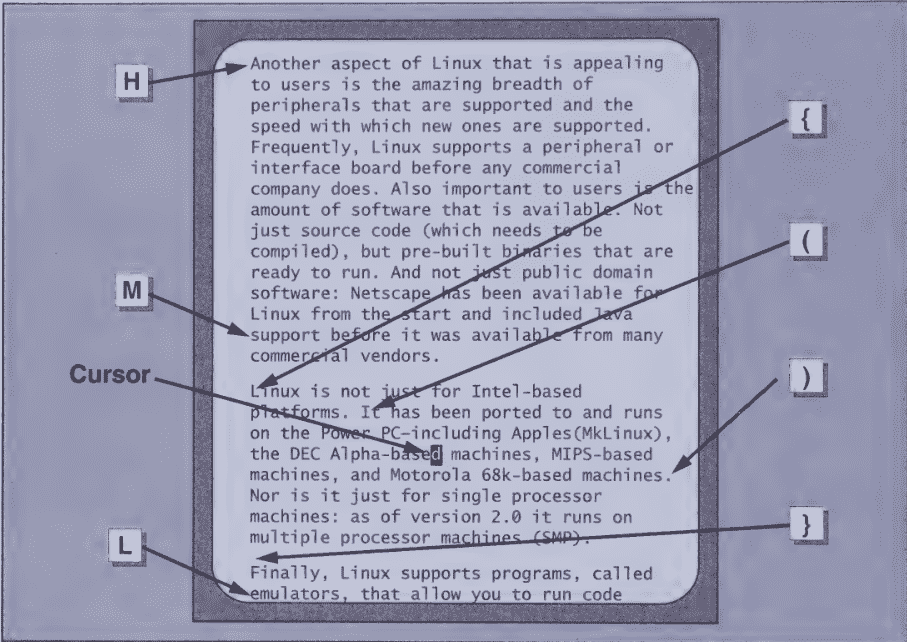 H
Another aspect of Linux that is appealing
to users is the amazing breadth of
peripherals that are supported and the
{
speed with which new ones are supported.
Frequently, Linux supports a peripheral or
interface board before any commercial
company does. Also important to users is the
amount of software that is available. Not
just source code (which needs to be
(
compiled), but pre-built binaries that are
ready to run. And not just public domain
M
software: Netscape has been available for
Linux from the start and included Java
support before it was available from many
commercial vendors.
Cursor
)
Linux is not just for Intel-based
platforms. It has been ported to and runs
on the Power PC-including Apples(MkLinux),
the DEC Alpha-based machines, MIPS-based
machines, and Motorola 68k-based machines.
Nor is it just for single processor
machines: as of version 2.0 it runs on
}
multiple processor machines (SMP).
L
Finally, Linux supports programs, called
emulators, that allow you to run code